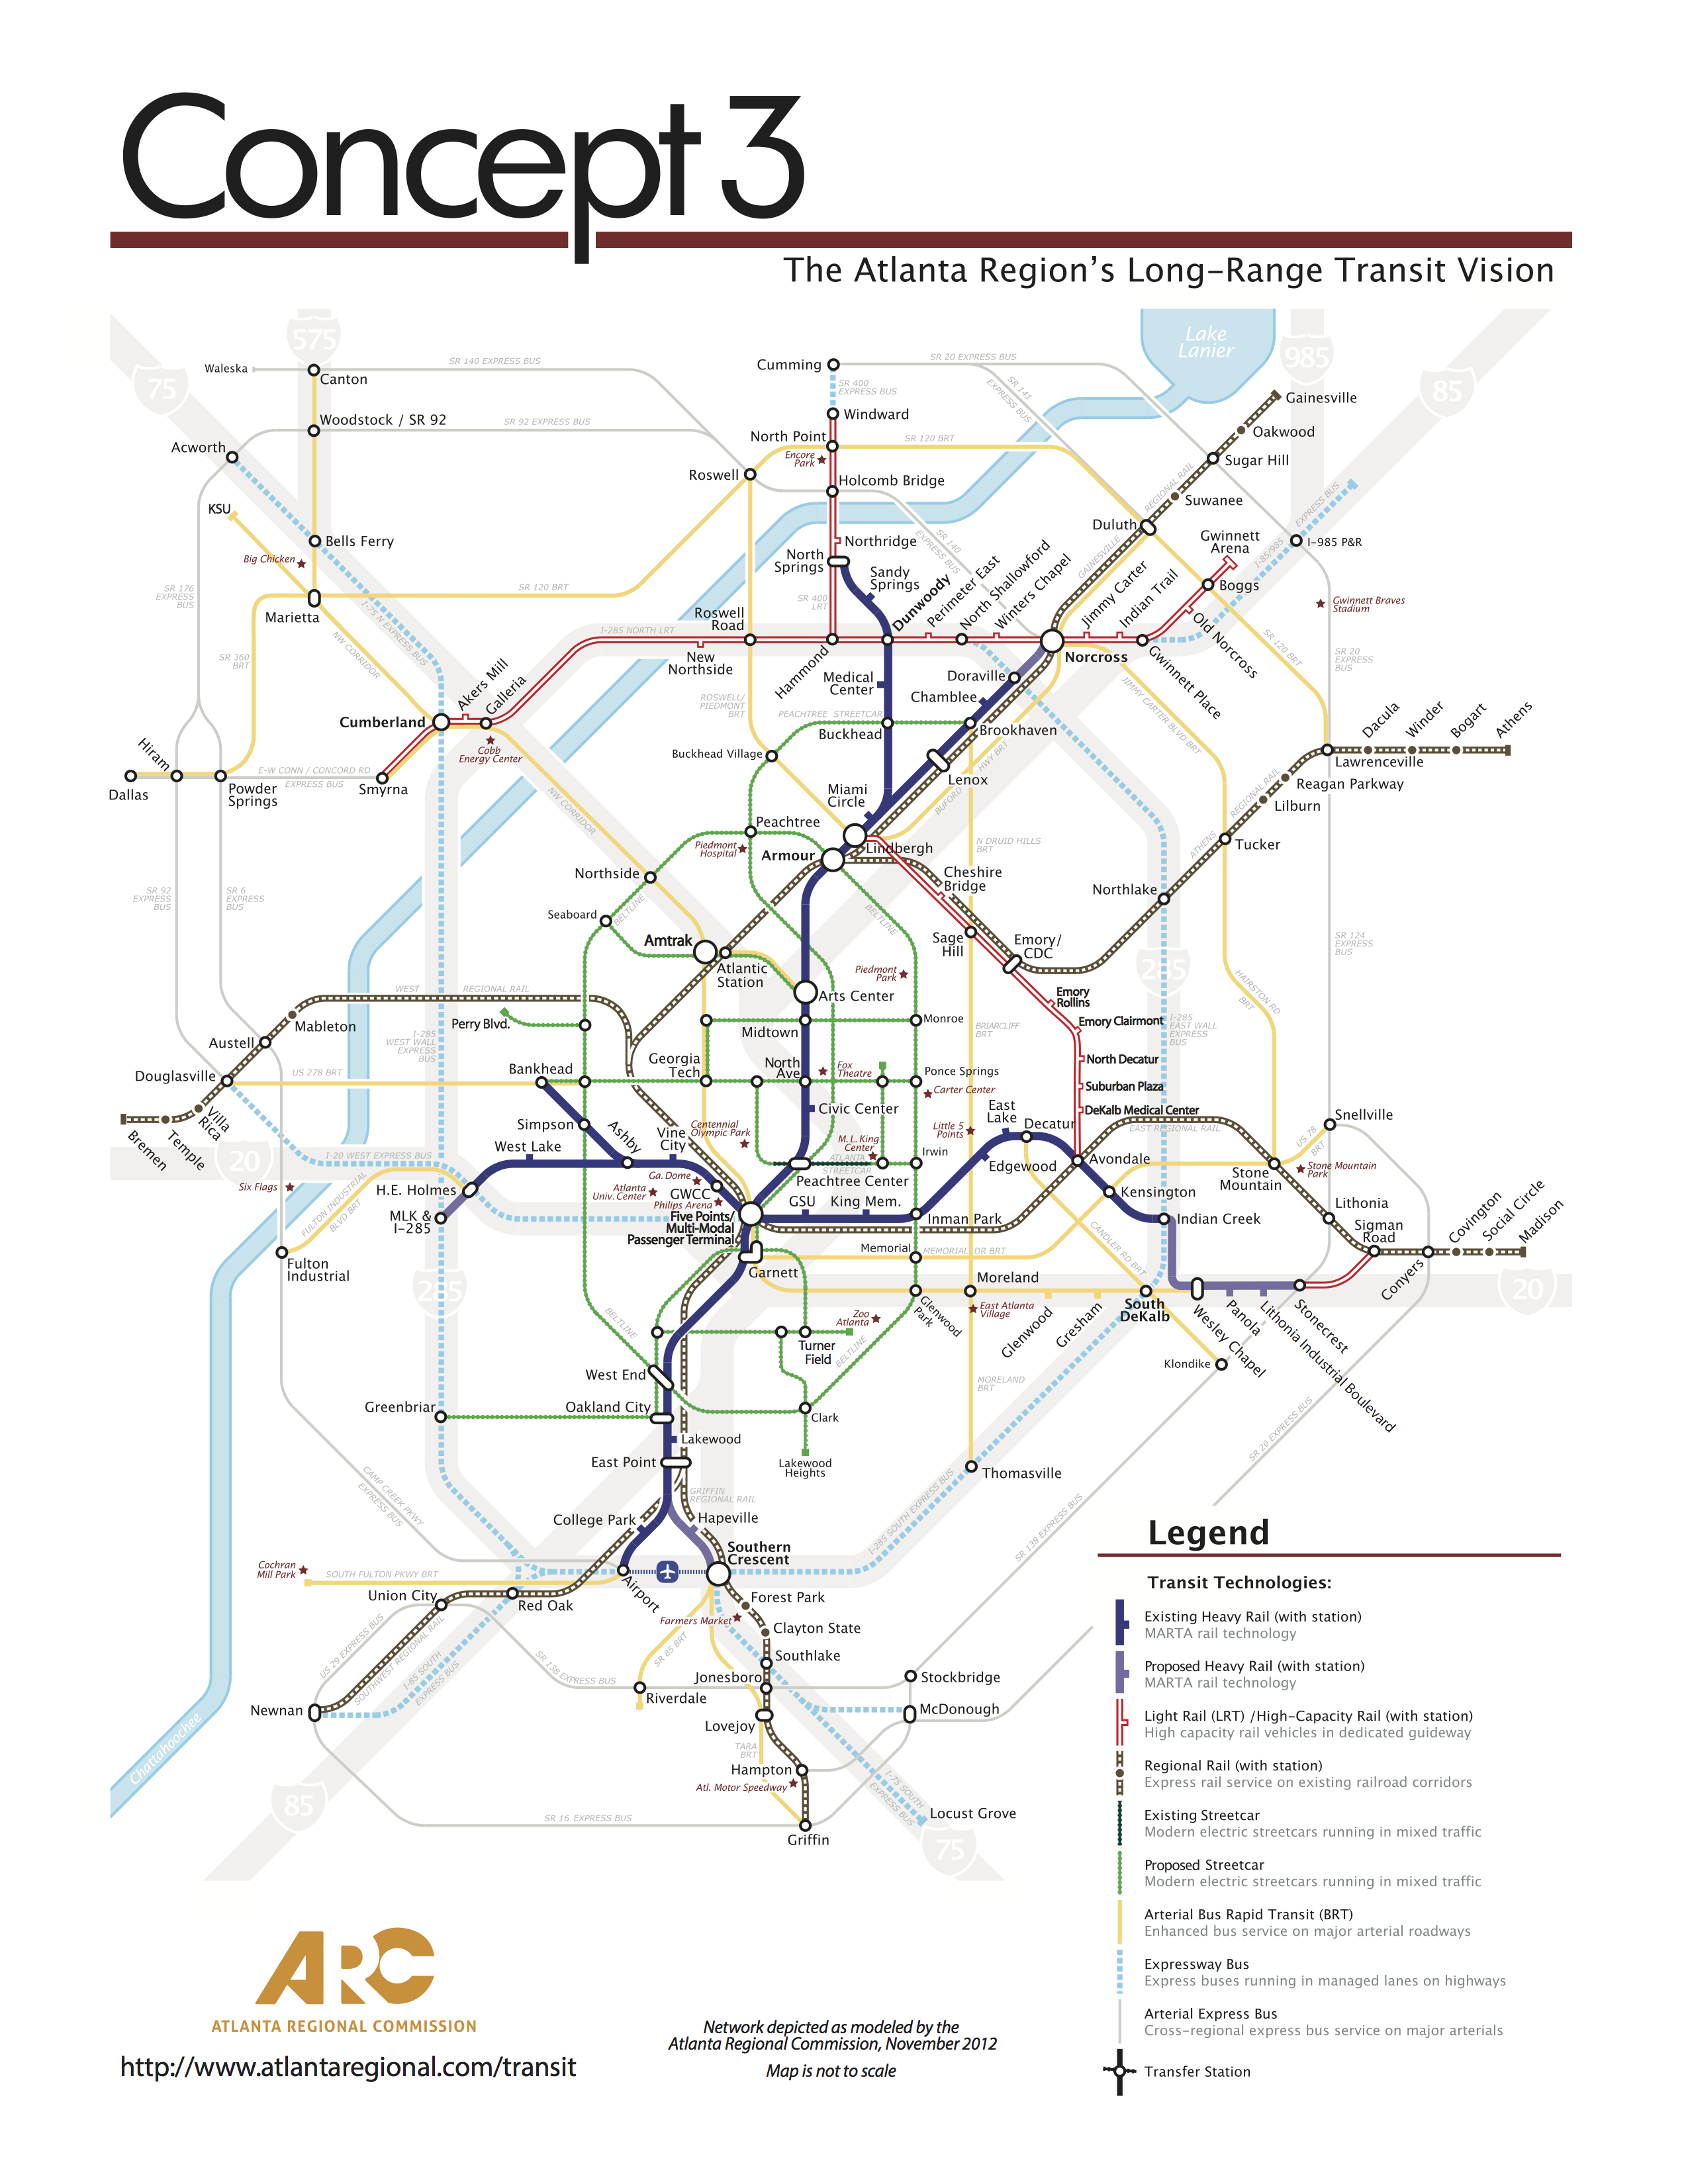 Concept 3
The Atlanta Region's Long-Range Transit Vision
575
75
985
85
Lake
Lanier
Waleska
SR 140 EXPRESS BUS
Canton
Cumming
SR 20 EXPRESS BUS
SR 400
EXPRESS BUS
SR 141
EXPRESS BUS
Gainesville
Woodstock / SR 92
SR 92 EXPRESS BUS
Windward
Oakwood
North Point
SR 120 BRT
Acworth
Encore
Park
Sugar Hill
Roswell
Holcomb Bridge
REGIONAL RAIL
Suwanee
KSU
Duluth
EXPRESS BUS
I-85/985
Bells Ferry
Northridge
SR 140
EXPRESS BUS
Gwinnett
Arena
I-985 P&R
Big Chicken
North
Springs
Sandy
Springs
GAINESVILLE
SR 176
EXPRESS
BUS
SR 120 BRT
Boggs
Marietta
I-75 N EXPRESS BUS
SR 400
LRT
Dunwoody
Perimeter East
North Shallowford
Winters Chapel
Jimmy Carter
Indian Trail
Old Norcross
Gwinnett Braves
Stadium
Roswell
Road
I-285 NORTH LRT
NW CORRIDOR
New
Northside
Hammond
Norcross
Gwinnett Place
SR 120 BRT
SR 20
EXPRESS
BUS
SR 360
BRT
Akers Mill
Galleria
Medical
Center
Doraville
Chamblee
ROSWELL/
PIEDMONT
BRT
JIMMY CARTER BLVD BRT
Cumberland
PEACHTREE STREETCAR
Buckhead
Brookhaven
Dacula
Winder
Bogart
Athens
Cobb
Energy Center
Buckhead Village
Hiram
E-W CONN / CONCORD RD
EXPRESS BUS
Lawrenceville
Dallas
Powder
Springs
Smyrna
Lenox
BUFORD HWY BRT
Reagan Parkway
Miami
Circle
REGIONAL RAIL
Lilburn
NW CORRIDOR
Peachtree
Piedmont
Hospital
Armour
Lindbergh
N DRUID HILLS
BRT
ATHENS
Tucker
Northside
Cheshire
Bridge
Northlake
SR 92
EXPRESS
BUS
SR 6
EXPRESS
BUS
Seaboard
BELTLINE
BELTLINE
Amtrak
Sage
Hill
Emory/
CDC
SR 124
EXPRESS
BUS
Atlantic
Station
Piedmont
Park
285
HAIRSTON RD
BRT
WEST REGIONAL RAIL
Arts Center
Emory
Rollins
Mableton
Perry Blvd.
Midtown
Monroe
Emory Clairmont
BRIARCLIFF
BRT
I-285
EAST WALL
EXPRESS
BUS
Austell
I-285
WEST WALL
EXPRESS
BUS
Georgia
Tech
North
Ave
Fox
Theatre
North Decatur
Douglasville
US 278 BRT
Bankhead
Ponce Springs
Suburban Plaza
Carter Center
Villa
Rica
Temple
Bremen
Civic Center
East
Lake
DeKalb Medical Center
Snellville
Simpson
Ashby
Vine
City
Centennial
Olympic Park
M.L. King
Center
Little 5
Points
Decatur
EAST REGIONAL RAIL
US 78
BRT
20
I-20 WEST EXPRESS BUS
West Lake
ATLANTA
STREETCAR
Irwin
Edgewood
Avondale
Stone
Mountain
Stone Mountain
Park
Six Flags
H.E. Holmes
Ga. Dome
Atlanta
Univ. Center
GWCC
Philips Arena
Peachtree Center
Kensington
FULTON INDUSTRIAL
BLVD BRT
MLK &
I-285
GSU
King Mem.
Five Points/
Multi-Modal
Passenger Terminal
Inman Park
Indian Creek
Lithonia
Sigman
Road
Covington
Social Circle
Madison
Fulton
Industrial
Garnett
Memorial
MEMORIAL DR BRT
CANDLER RD BRT
Conyers
285
Moreland
East Atlanta
Village
Glenwood
Park
Glenwood
Gresham
South
DeKalb
Wesley Chapel
Panola
Lithonia Industrial Boulevard
Stonecrest
20
BELTLINE
Zoo
Atlanta
Turner
Field
BELTLINE
Klondike
West End
MORELAND
BRT
Greenbriar
Oakland City
Clark
SR 20 EXPRESS BUS
Lakewood
East Point
Lakewood
Heights
Thomasville
CAMP CREEK PKWY
EXPRESS BUS
GRIFFIN
REGIONAL RAIL
I-285 SOUTH EXPRESS BUS
SR 138 EXPRESS BUS
College Park
Hapeville
Southern
Crescent
Cochran
Mill Park
SOUTH FULTON PKWY BRT
Airport
Union City
Red Oak
Forest Park
Farmers Market
Clayton State
US 29 EXPRESS BUS
SOUTHWEST REGIONAL RAIL
I-85 SOUTH
EXPRESS BUS
SR 138 EXPRESS BUS
SR 85 BRT
Southlake
Jonesboro
Stockbridge
Riverdale
Newnan
McDonough
Lovejoy
TARA
BRT
Chattahoochee
Hampton
Atl. Motor Speedway
I-75 SOUTH
EXPRESS BUS
85
SR 16 EXPRESS BUS
Locust Grove
Griffin
75
Legend
Transit Technologies:
Existing Heavy Rail (with station)
MARTA rail technology
Proposed Heavy Rail (with station)
MARTA rail technology
Light Rail (LRT) /High-Capacity Rail (with station)
High capacity rail vehicles in dedicated guideway
Regional Rail (with station)
Express rail service on existing railroad corridors
Existing Streetcar
Modern electric streetcars running in mixed traffic
Proposed Streetcar
Modern electric streetcars running in mixed traffic
Arterial Bus Rapid Transit (BRT)
Enhanced bus service on major arterial roadways
Expressway Bus
Express buses running in managed lanes on highways
Arterial Express Bus
Cross-regional express bus service on major arterials
Transfer Station
ARC
ATLANTA REGIONAL COMMISSION
http://www.atlantaregional.com/transit
Network depicted as modeled by the
Atlanta Regional Commission, November 2012
Map is not to scale